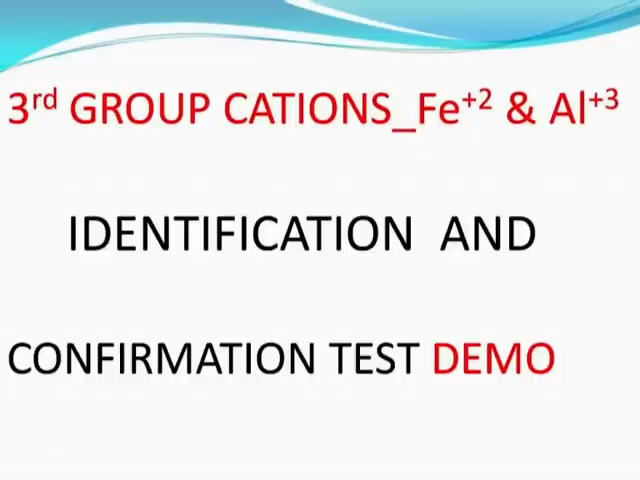 3rd GROUP CATIONS_Fe+2 & Al+3
IDENTIFICATION AND
CONFIRMATION TEST DEMO